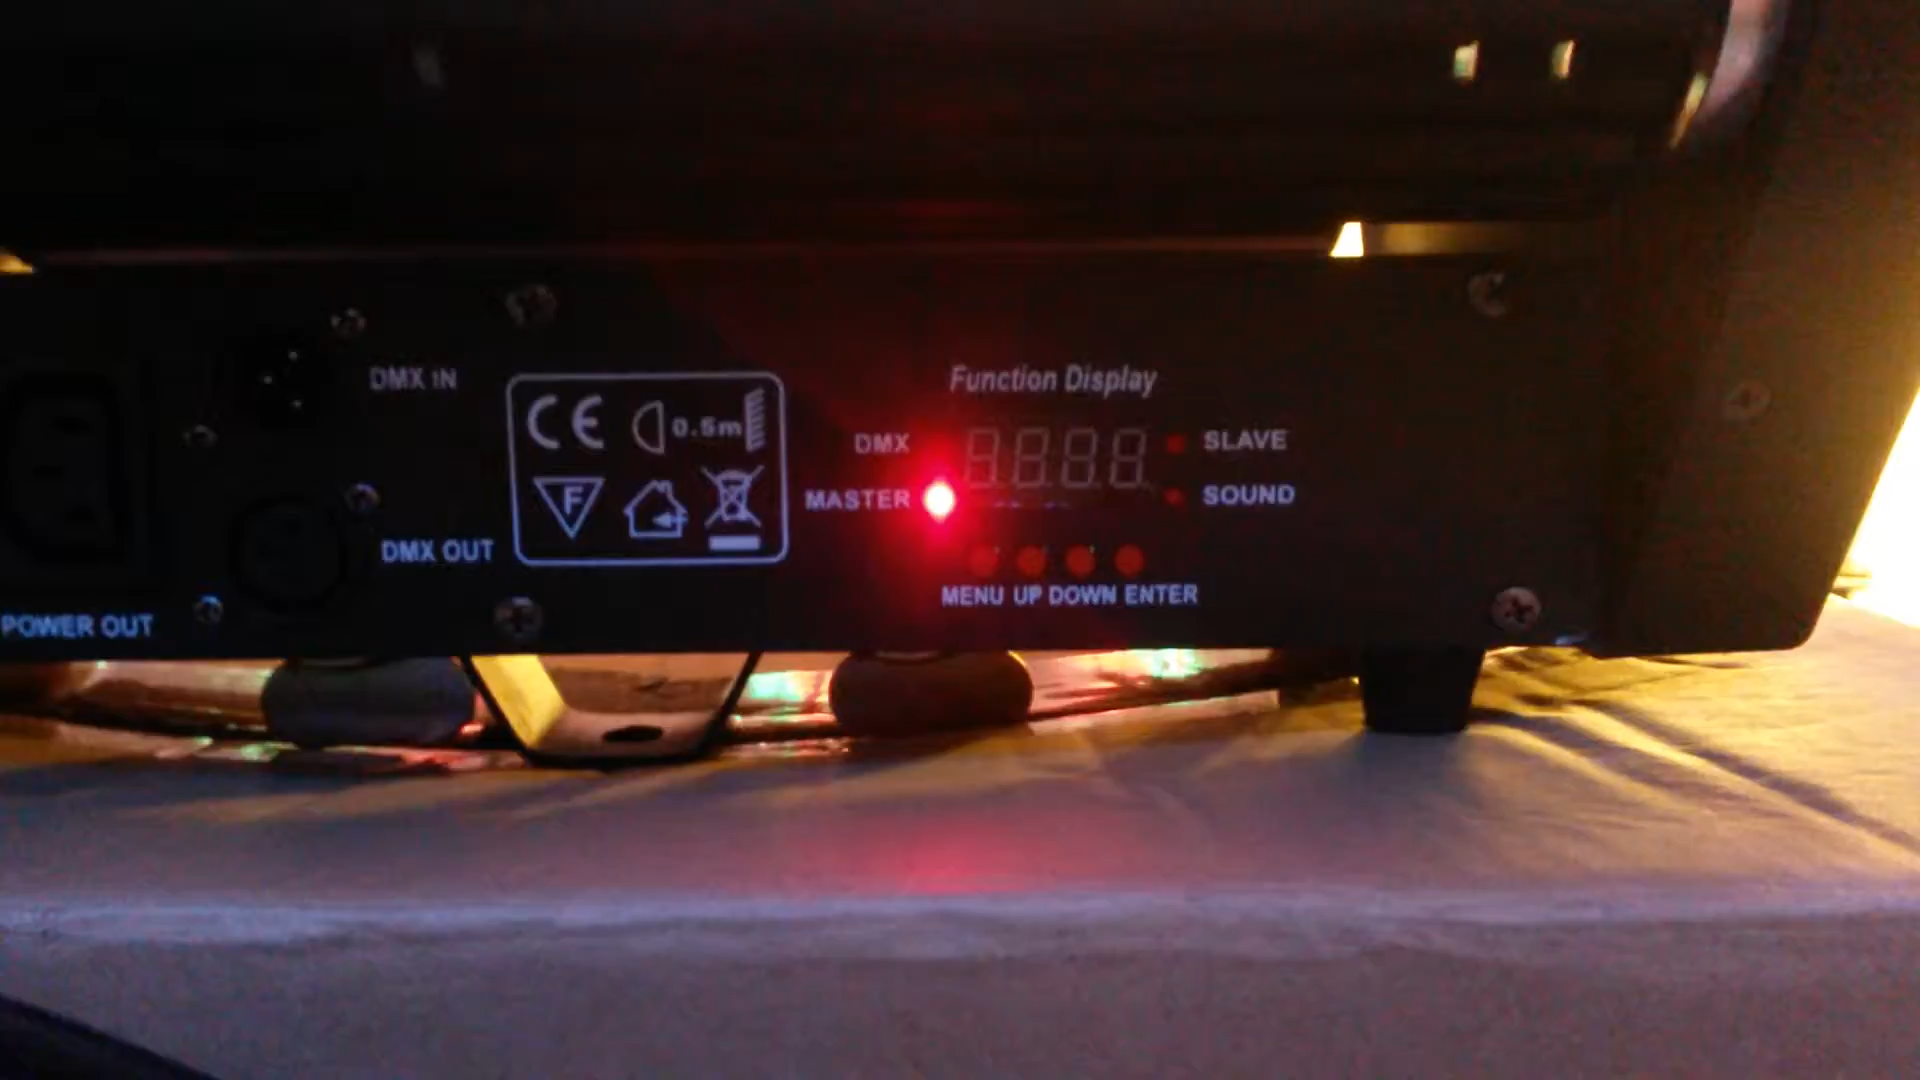 DMX IN
DMX OUT
POWER OUT
CE 0.5m
F
Function Display
DMX
MASTER
SLAVE
SOUND
MENU UP DOWN ENTER